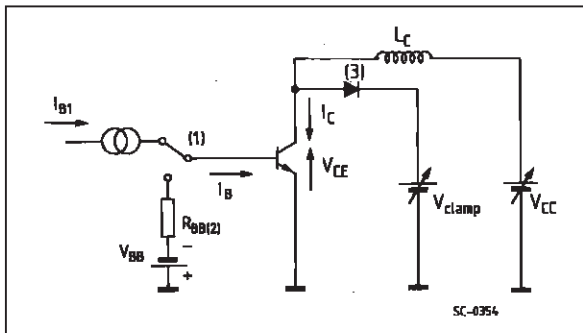 L_C
(3)
I_B1
(1)
I_C
V_CE
I_B
R_BB(2)
V_BB
−
+
V_clamp
V_CC
SC-0354